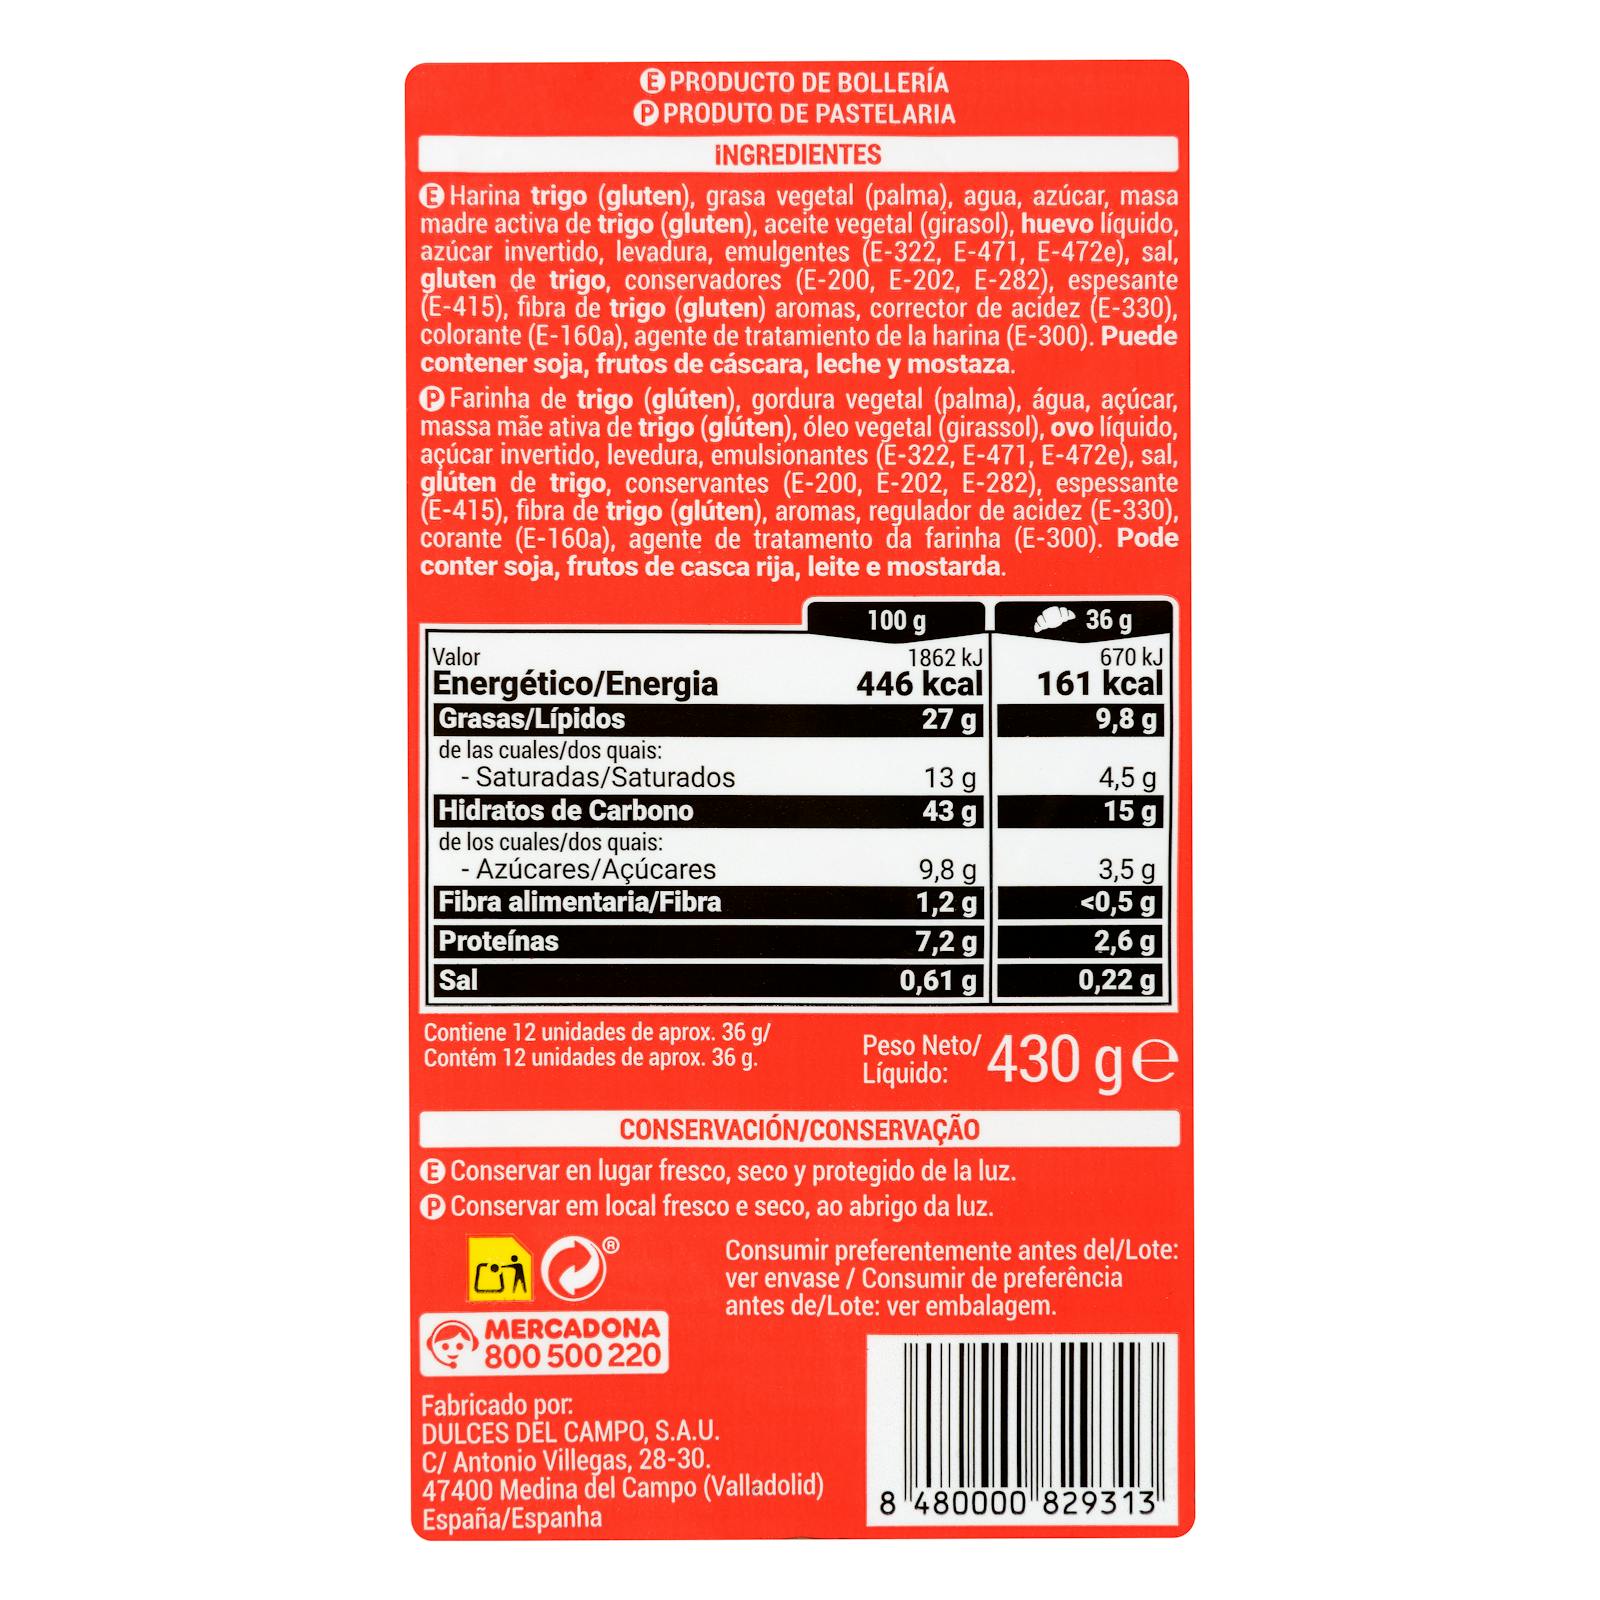 E PRODUCTO DE BOLLERÍA
P PRODUTO DE PASTELARIA
INGREDIENTES
E Harina trigo (gluten), grasa vegetal (palma), agua, azúcar, masa
madre activa de trigo (gluten), aceite vegetal (girasol), huevo líquido,
azúcar invertido, levadura, emulgentes (E-322, E-471, E-472e), sal,
gluten de trigo, conservadores (E-200, E-202, E-282), espesante
(E-415), fibra de trigo (gluten) aromas, corrector de acidez (E-330),
colorante (E-160a), agente de tratamiento de la harina (E-300). Puede
contener soja, frutos de cáscara, leche y mostaza.
P Farinha de trigo (glúten), gordura vegetal (palma), água, açúcar,
massa mãe ativa de trigo (glúten), óleo vegetal (girassol), ovo líquido,
açúcar invertido, levedura, emulsionantes (E-322, E-471, E-472e), sal,
glúten de trigo, conservantes (E-200, E-202, E-282), espessante
(E-415), fibra de trigo (glúten), aromas, regulador de acidez (E-330),
corante (E-160a), agente de tratamento da farinha (E-300). Pode
conter soja, frutos de casca rija, leite e mostarda.
100 g 36 g
Valor 1862 kJ 670 kJ
Energético/Energia 446 kcal 161 kcal
Grasas/Lípidos 27 g 9,8 g
de las cuales/dos quais:
- Saturadas/Saturados 13 g 4,5 g
Hidratos de Carbono 43 g 15 g
de los cuales/dos quais:
- Azúcares/Açúcares 9,8 g 3,5 g
Fibra alimentaria/Fibra 1,2 g <0,5 g
Proteínas 7,2 g 2,6 g
Sal 0,61 g 0,22 g
Contiene 12 unidades de aprox. 36 g/
Contém 12 unidades de aprox. 36 g.
Peso Neto/
Líquido: 430 g e
CONSERVACIÓN/CONSERVAÇÃO
E Conservar en lugar fresco, seco y protegido de la luz.
P Conservar em local fresco e seco, ao abrigo da luz.
®
Consumir preferentemente antes del/Lote:
ver envase / Consumir de preferência
antes de/Lote: ver embalagem.
MERCADONA
800 500 220
Fabricado por:
DULCES DEL CAMPO, S.A.U.
C/ Antonio Villegas, 28-30.
47400 Medina del Campo (Valladolid)
España/Espanha
8 480000 829313